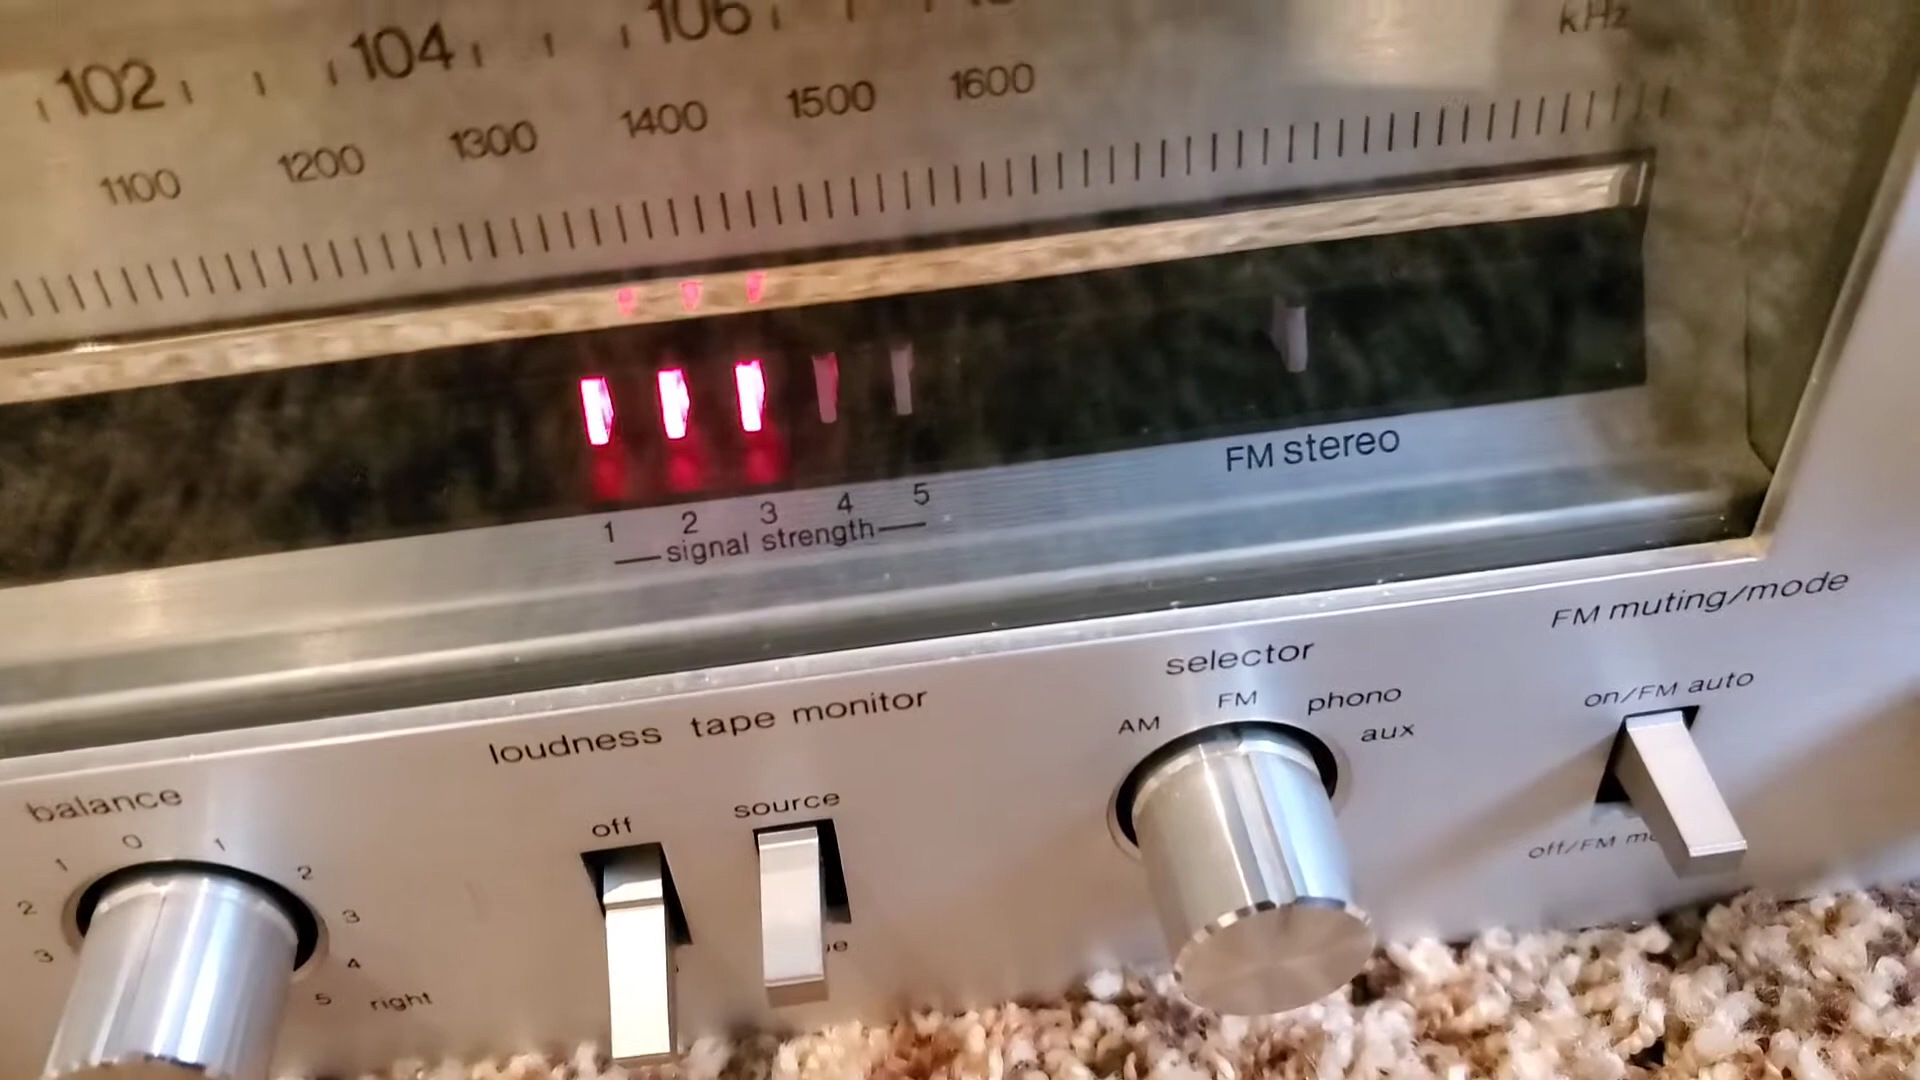 102 104 106
kHz
1100 1200 1300 1400 1500 1600
1 2 3 4 5
signal strength
FM stereo
FM muting/mode
on/FM auto
off/FM
selector
AM FM phono aux
loudness tape monitor
off source
balance
3 2 1 0 1 2 3 4 5
right